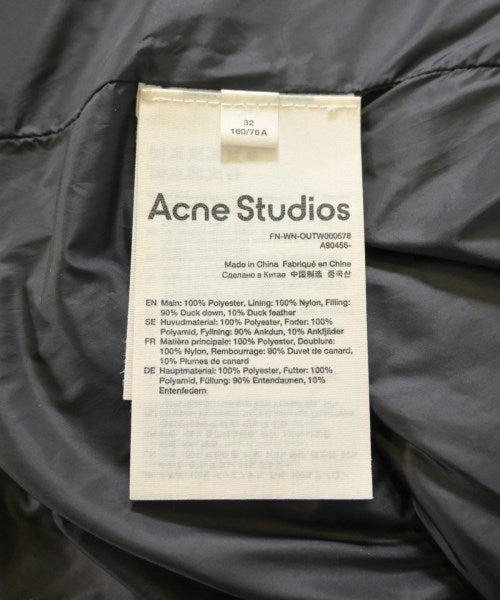 32
160/76A
Acne Studios
FN-WN-OUTW000678
A90456-
Made in China Fabriqué en Chine
Сделано в Китае 中国制造 중국산
EN Main: 100% Polyester, Lining: 100% Nylon, Filling:
90% Duck down, 10% Duck feather
SE Huvudmaterial: 100% Polyester, Foder: 100%
Polyamid, Fyllning: 90% Ankdun, 10% Ankfjäder
FR Matière principale: 100% Polyester, Doublure:
100% Nylon, Rembourrage: 90% Duvet de canard,
10% Plumes de canard
DE Hauptmaterial: 100% Polyester, Futter: 100%
Polyamid, Füllung: 90% Entendaunen, 10%
Entenfedern